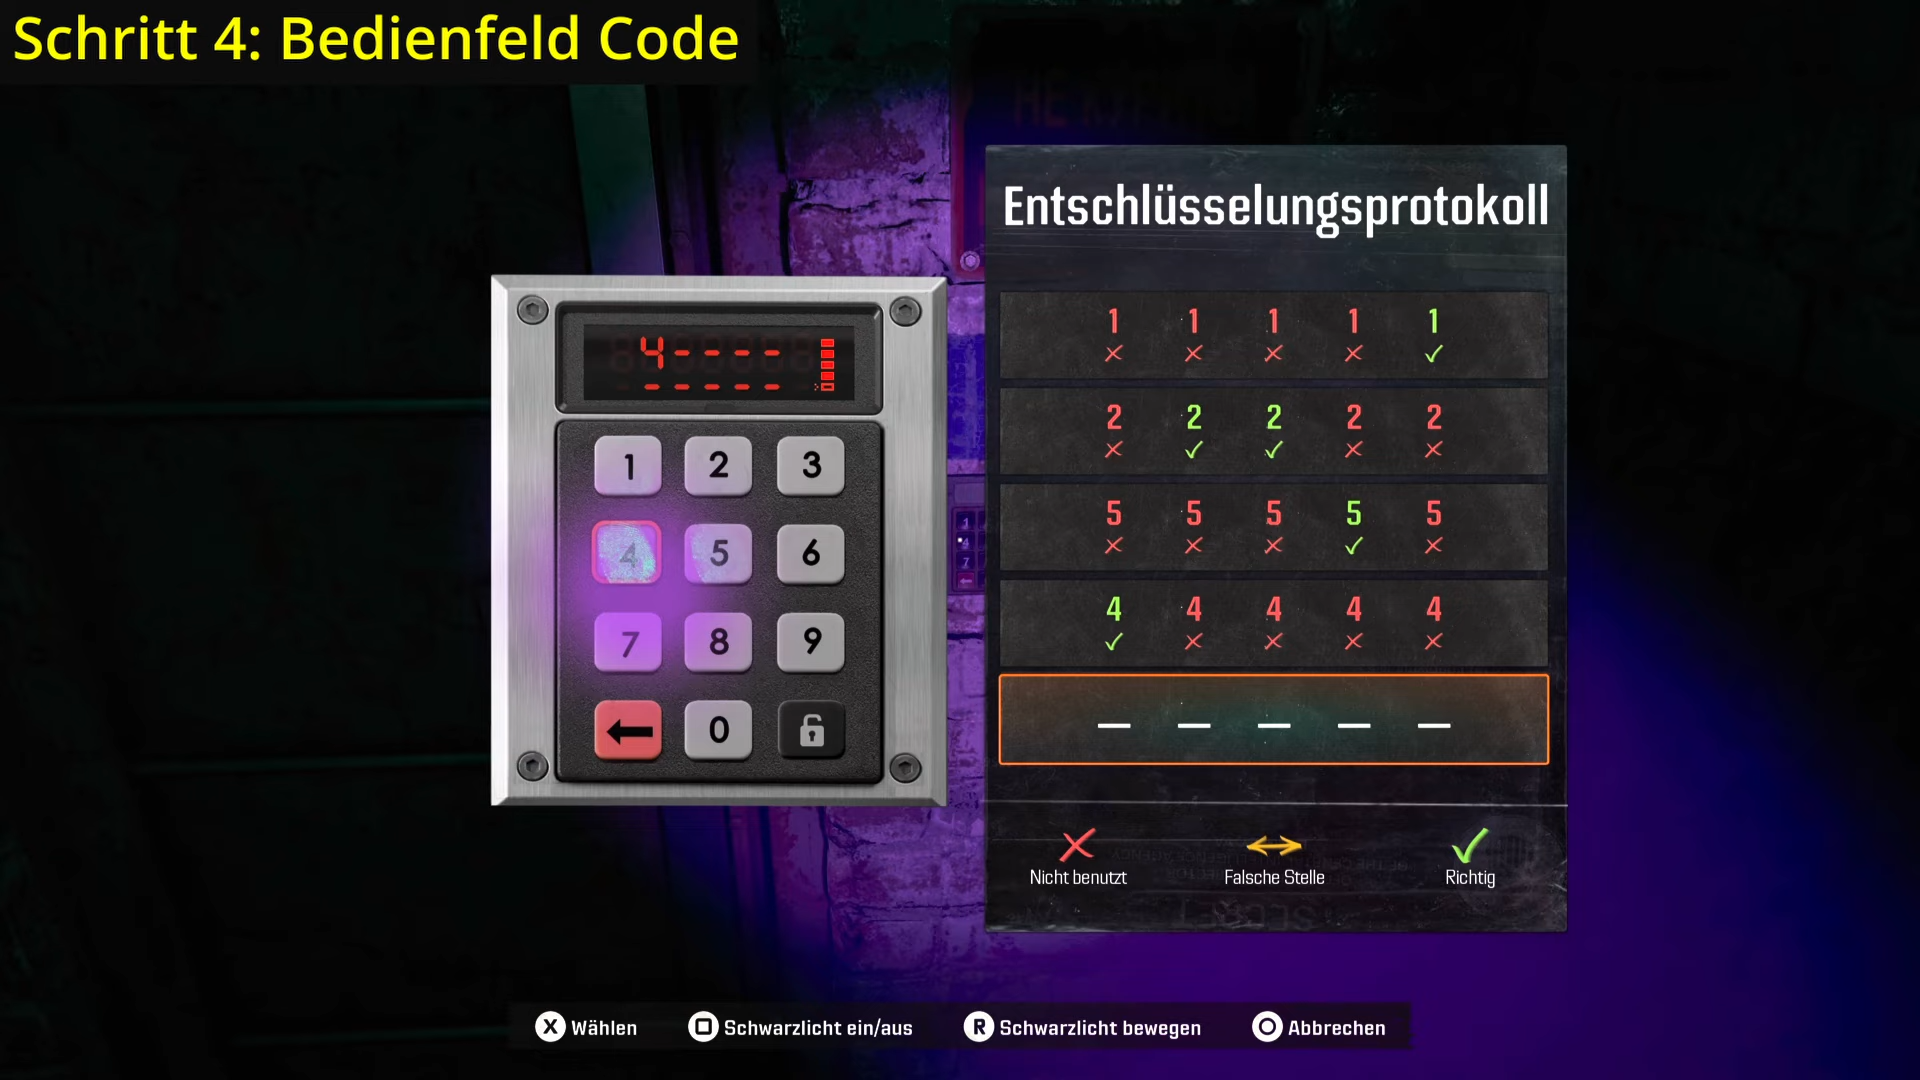 Schritt 4: Bedienfeld Code
Entschlüsselungsprotokoll
4 - - - -
- - - - -
1 2 3
4 5 6
7 8 9
0
1 1 1 1 1
2 2 2 2 2
5 5 5 5 5
4 4 4 4 4
Nicht benutzt
Falsche Stelle
Richtig
X Wählen
Schwarzlicht ein/aus
R Schwarzlicht bewegen
Abbrechen